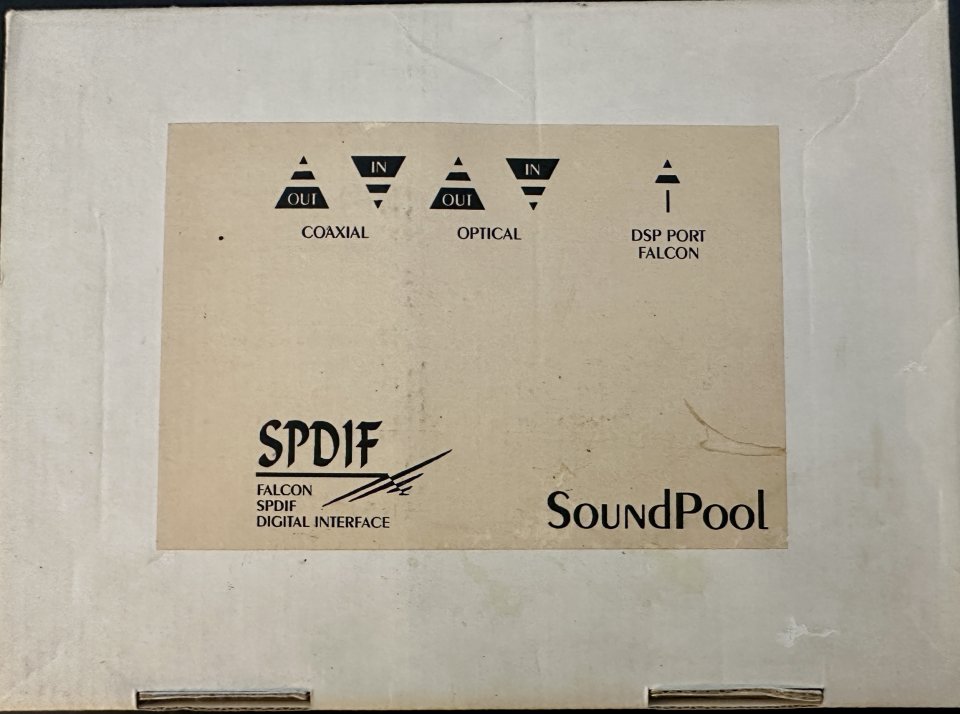 OUT IN OUT IN
COAXIAL OPTICAL DSP PORT
FALCON
SPDIF
FALCON
SPDIF
DIGITAL INTERFACE
SoundPool